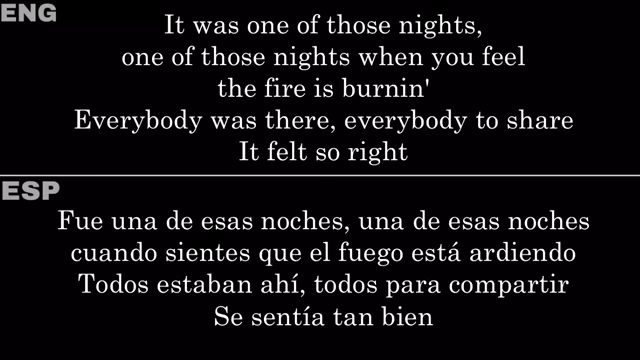 ENG
It was one of those nights,
one of those nights when you feel
the fire is burnin'
Everybody was there, everybody to share
It felt so right
ESP
Fue una de esas noches, una de esas noches
cuando sientes que el fuego está ardiendo
Todos estaban ahí, todos para compartir
Se sentía tan bien